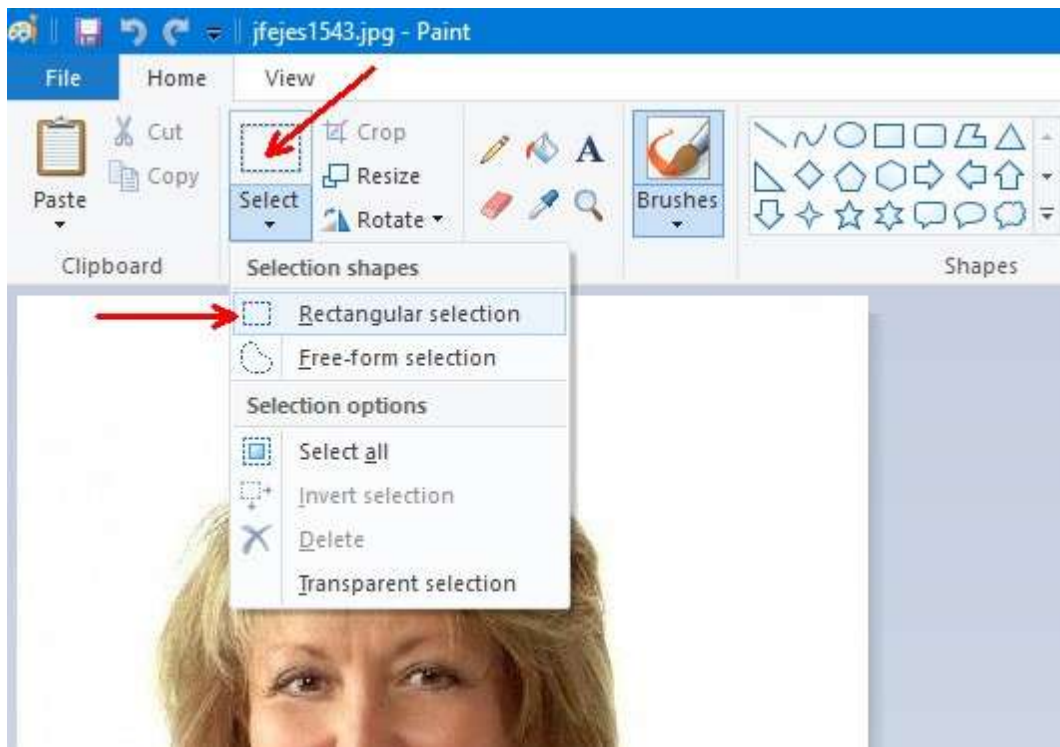 jfejes1543.jpg - Paint
File Home View
Cut
Copy
Paste
Clipboard
Select
Crop
Resize
Rotate
A
Brushes
Shapes
Selection shapes
Rectangular selection
Free-form selection
Selection options
Select all
Invert selection
Delete
Transparent selection